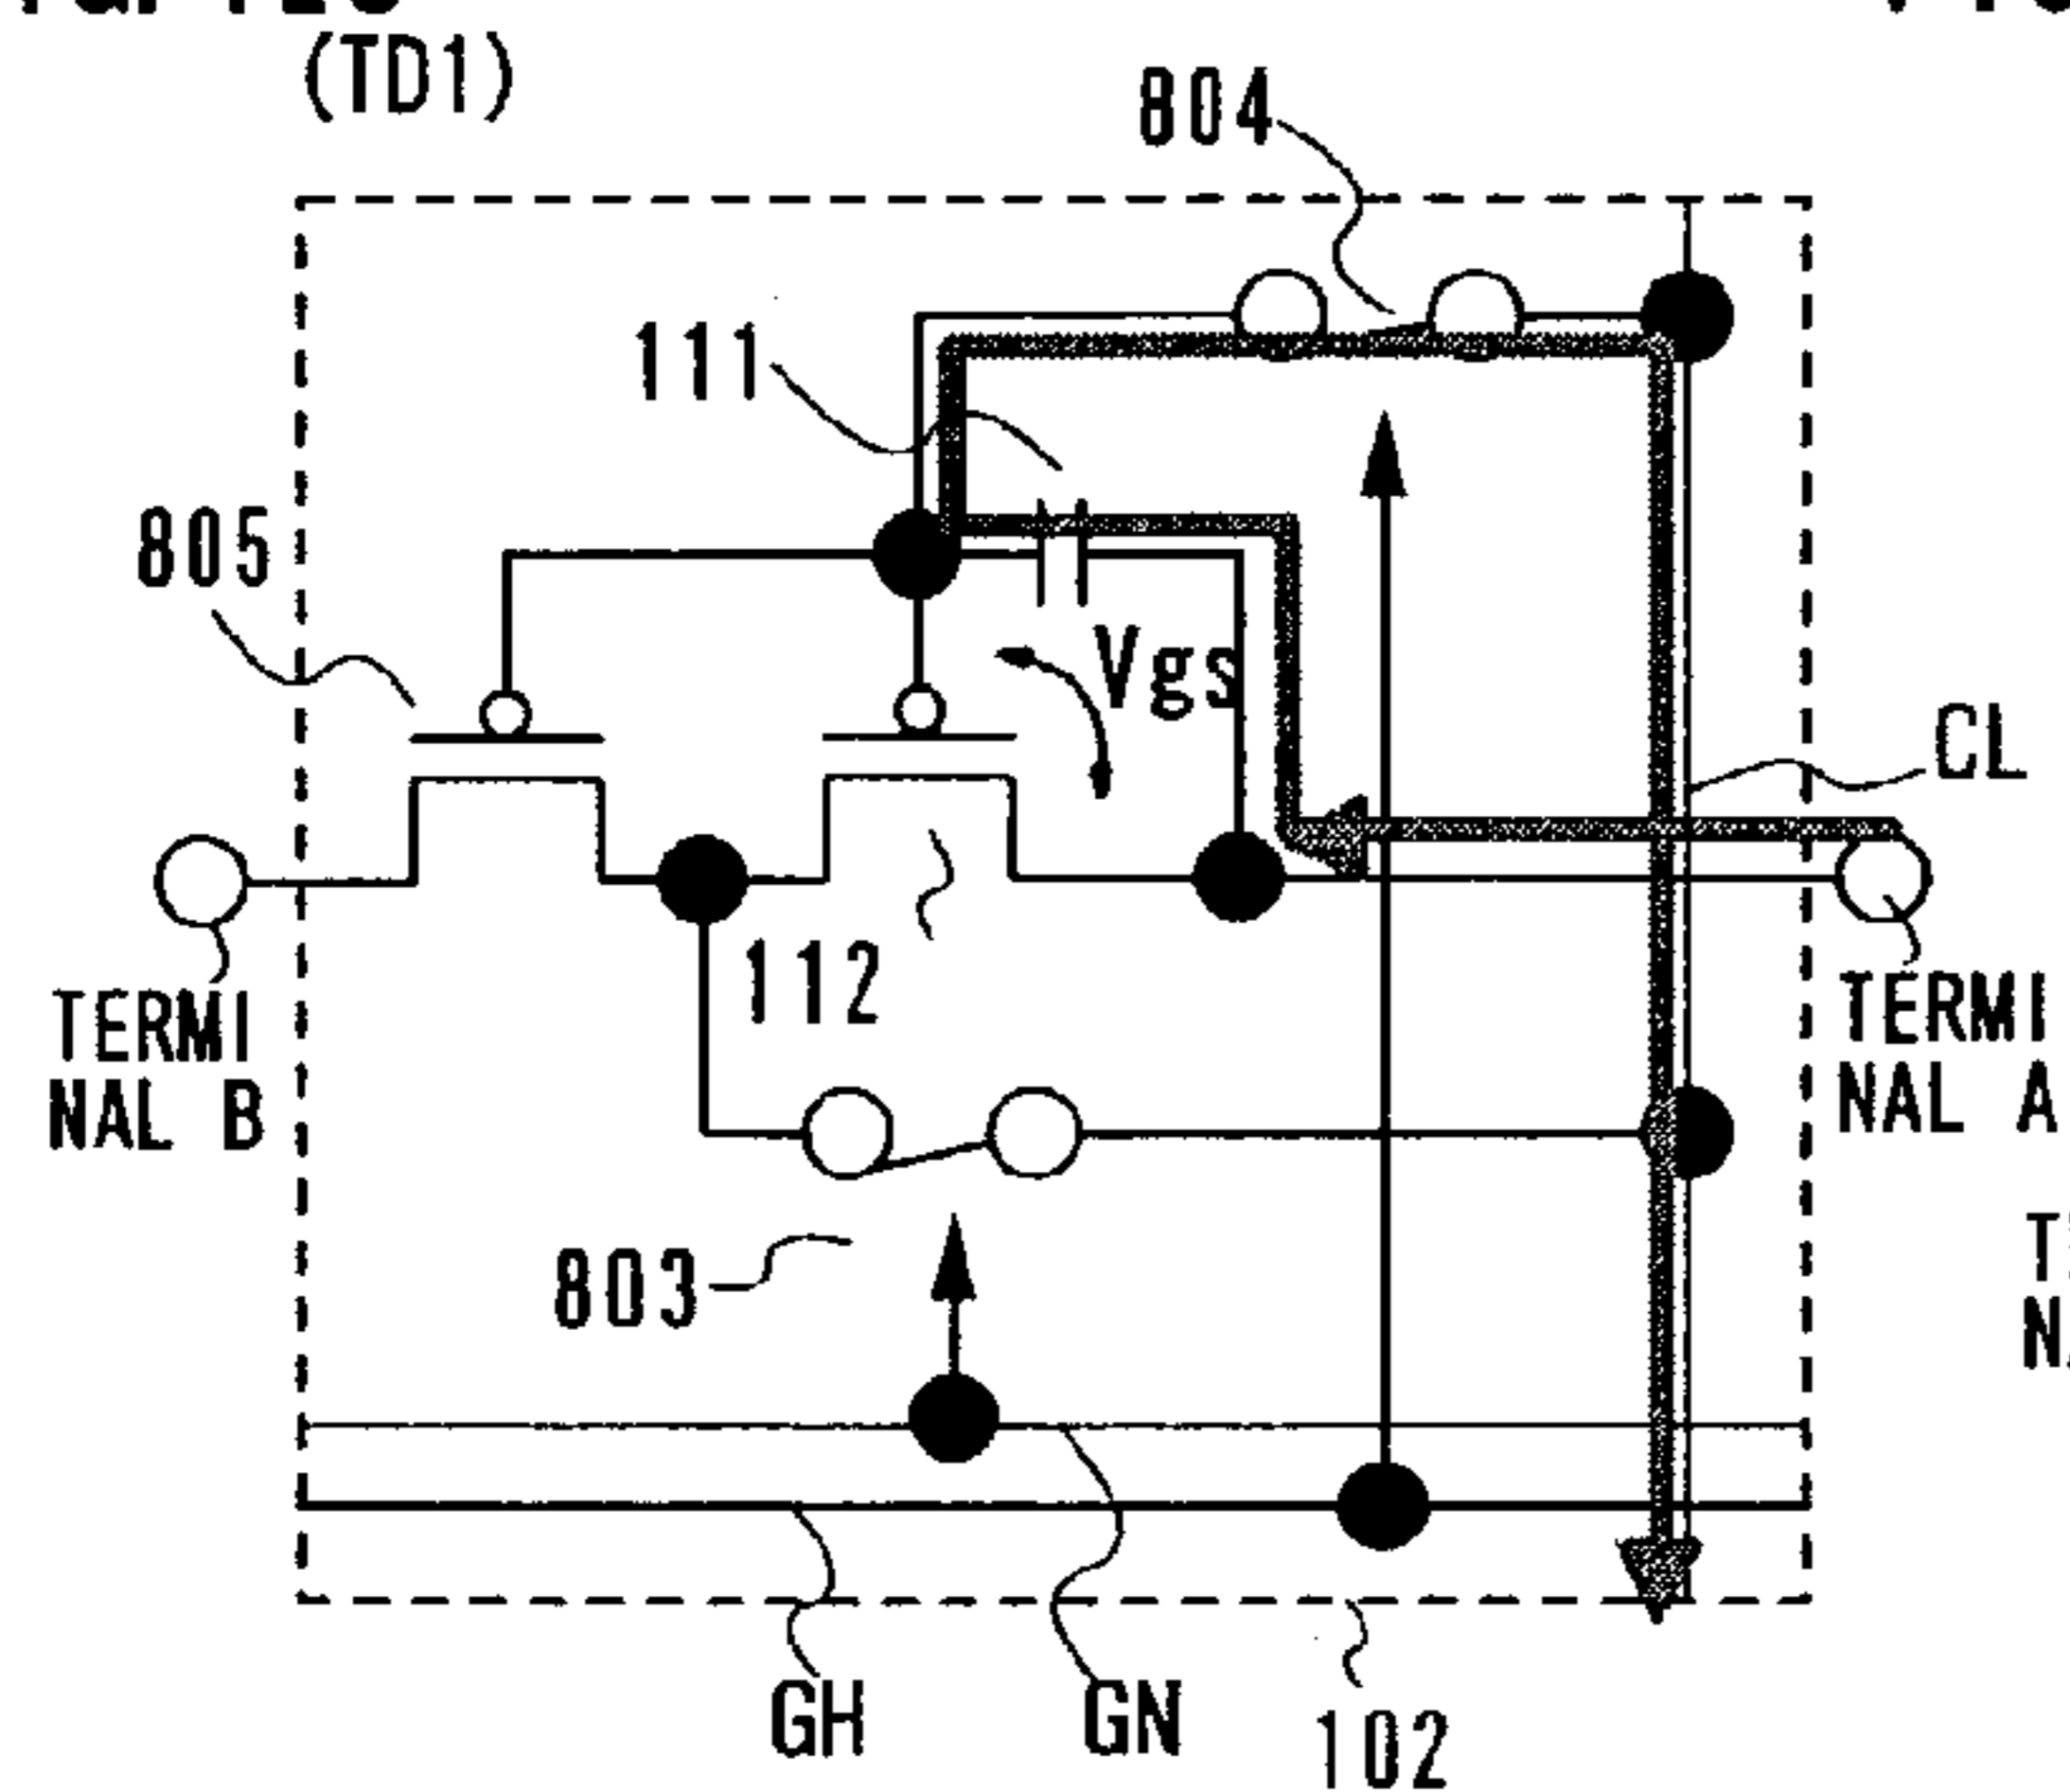 (TD1)
804
111
805
Vgs
CL
TERMI
NAL B
112
TERMI
NAL A
803
GH
GN
102